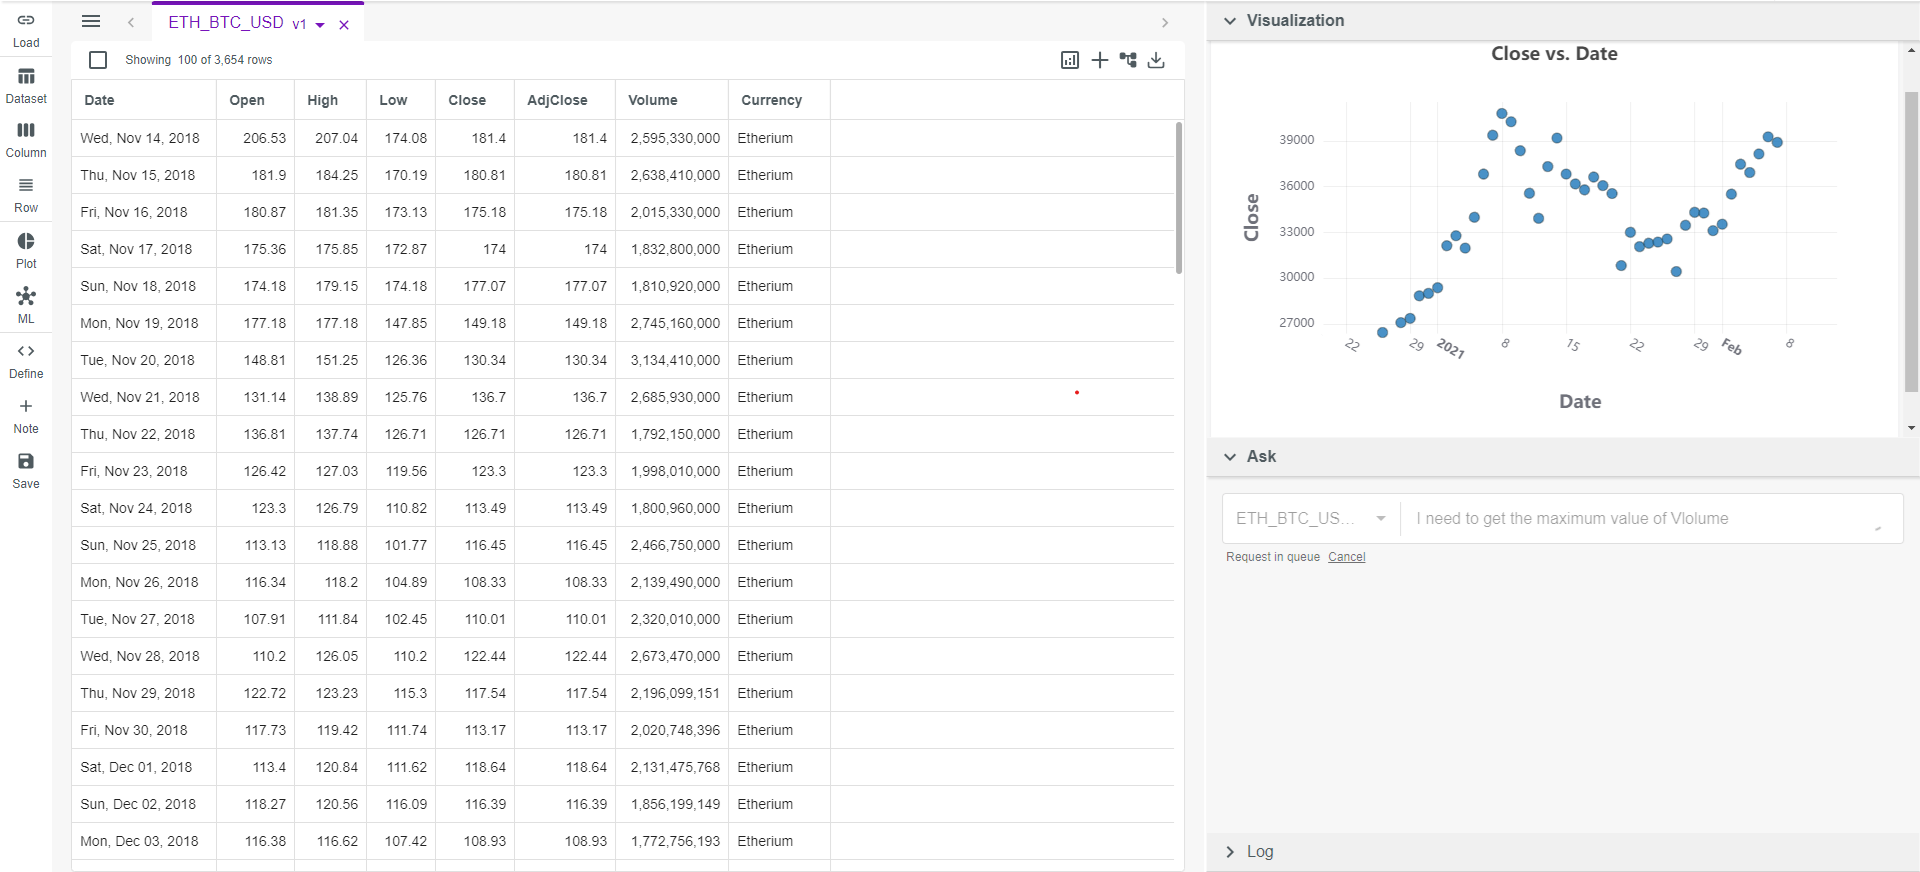 Load
Dataset
Column
Row
Plot
ML
Define
Note
Save
ETH_BTC_USD v1
Showing 100 of 3,654 rows
Date Open High Low Close AdjClose Volume Currency
Wed, Nov 14, 2018 206.53 207.04 174.08 181.4 181.4 2,595,330,000 Etherium
Thu, Nov 15, 2018 181.9 184.25 170.19 180.81 180.81 2,638,410,000 Etherium
Fri, Nov 16, 2018 180.87 181.35 173.13 175.18 175.18 2,015,330,000 Etherium
Sat, Nov 17, 2018 175.36 175.85 172.87 174 174 1,832,800,000 Etherium
Sun, Nov 18, 2018 174.18 179.15 174.18 177.07 177.07 1,810,920,000 Etherium
Mon, Nov 19, 2018 177.18 177.18 147.85 149.18 149.18 2,745,160,000 Etherium
Tue, Nov 20, 2018 148.81 151.25 126.36 130.34 130.34 3,134,410,000 Etherium
Wed, Nov 21, 2018 131.14 138.89 125.76 136.7 136.7 2,685,930,000 Etherium
Thu, Nov 22, 2018 136.81 137.74 126.71 126.71 126.71 1,792,150,000 Etherium
Fri, Nov 23, 2018 126.42 127.03 119.56 123.3 123.3 1,998,010,000 Etherium
Sat, Nov 24, 2018 123.3 126.79 110.82 113.49 113.49 1,800,960,000 Etherium
Sun, Nov 25, 2018 113.13 118.88 101.77 116.45 116.45 2,466,750,000 Etherium
Mon, Nov 26, 2018 116.34 118.2 104.89 108.33 108.33 2,139,490,000 Etherium
Tue, Nov 27, 2018 107.91 111.84 102.45 110.01 110.01 2,320,010,000 Etherium
Wed, Nov 28, 2018 110.2 126.05 110.2 122.44 122.44 2,673,470,000 Etherium
Thu, Nov 29, 2018 122.72 123.23 115.3 117.54 117.54 2,196,099,151 Etherium
Fri, Nov 30, 2018 117.73 119.42 111.74 113.17 113.17 2,020,748,396 Etherium
Sat, Dec 01, 2018 113.4 120.84 111.62 118.64 118.64 2,131,475,768 Etherium
Sun, Dec 02, 2018 118.27 120.56 116.09 116.39 116.39 1,856,199,149 Etherium
Mon, Dec 03, 2018 116.38 116.62 107.42 108.93 108.93 1,772,756,193 Etherium
Visualization
Close vs. Date
39000
36000
33000
30000
27000
Close
22 29 2021 8 15 22 29 Feb 8
Date
Ask
ETH_BTC_US... I need to get the maximum value of Vlolume
Request in queue Cancel
Log